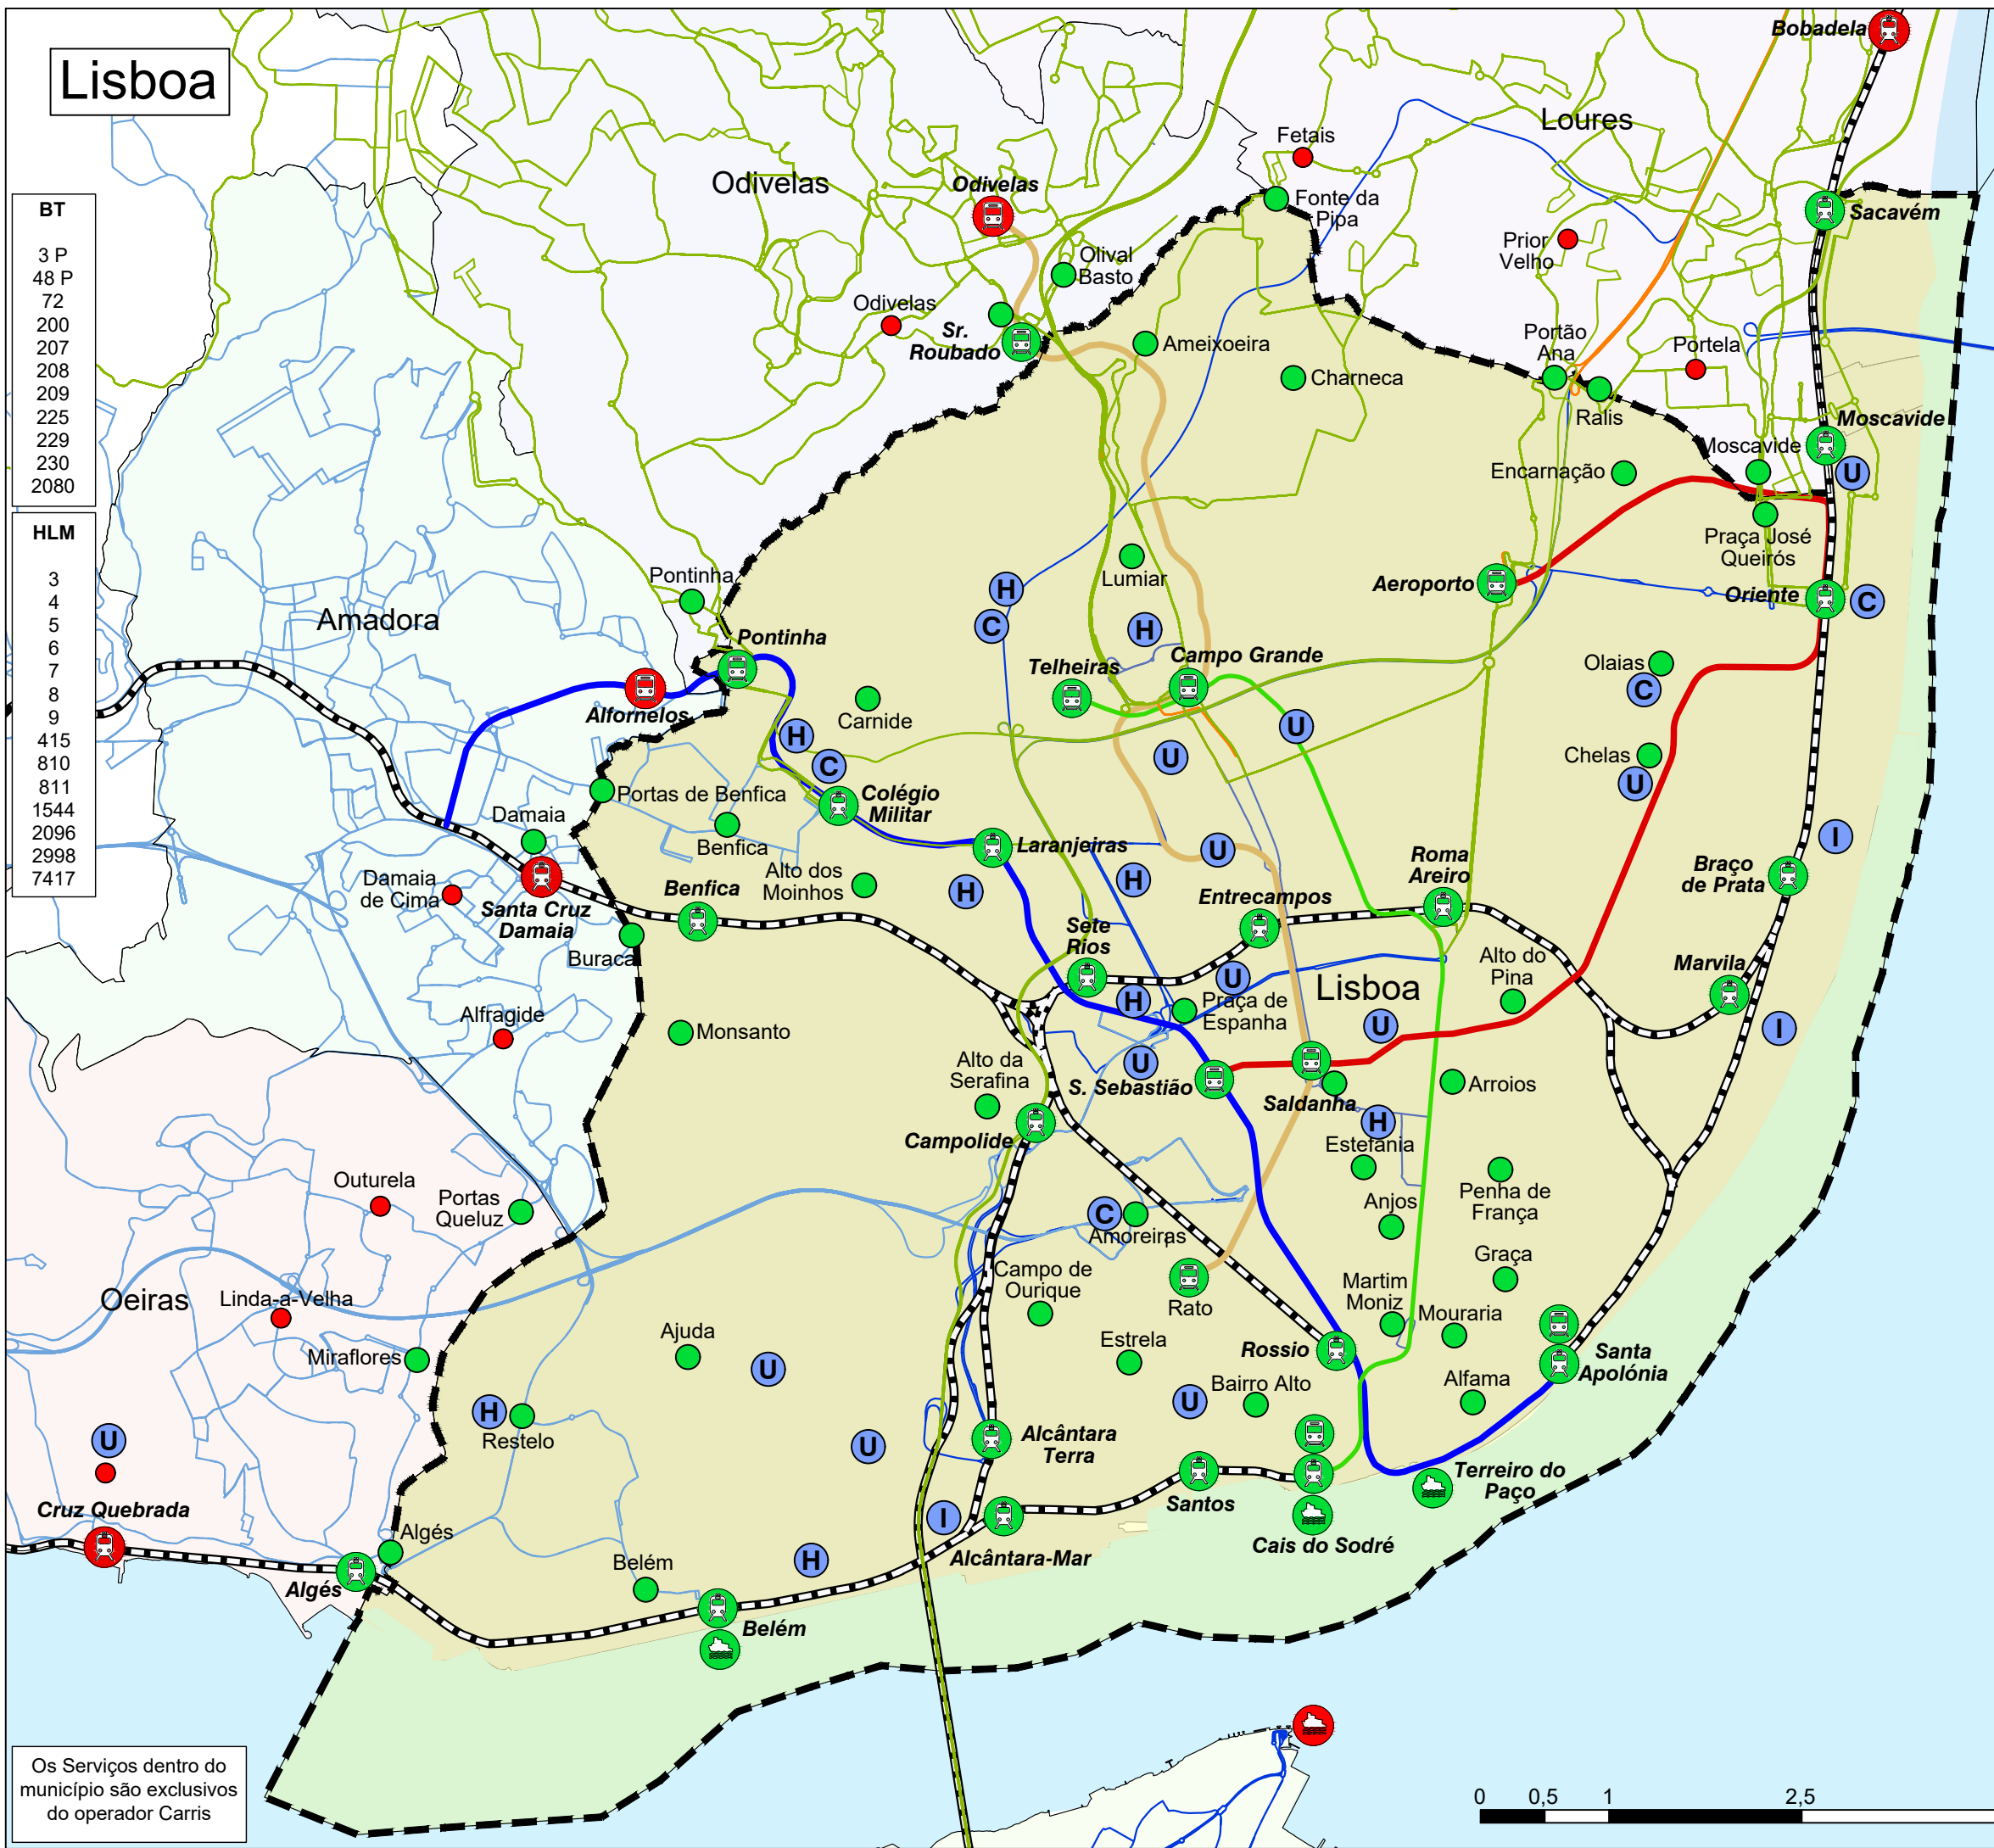 Lisboa
Bobadela
Loures
Fetais
Odivelas
Odivelas
Fonte da
Pipa
Sacavém
Prior
Velho
Olival
Basto
Odivelas
Sr.
Roubado
Ameixoeira
Charneca
Portão
Ana
Portela
Ralis
Moscavide
Moscavide
U
Encarnação
BT
3 P
48 P
72
200
207
208
209
225
229
230
2080
HLM
3
4
5
6
7
8
9
415
810
811
1544
2096
2998
7417
Praça José
Queirós
Lumiar
Aeroporto
Oriente
C
Pontinha
Amadora
Pontinha
H
C
H
Telheiras
Campo Grande
Olaias
C
Alfornelos
Carnide
H
C
U
U
Chelas
U
Portas de Benfica
Colégio
Militar
Damaia
Benfica
Laranjeiras
U
I
Damaia
de Cima
Santa Cruz
Damaia
Benfica
Alto dos
Moinhos
H
H
Entrecampos
Roma
Areiro
Braço
de Prata
Buraca
Sete
Rios
U
Lisboa
Alto do
Pina
Marvila
H
Praça de
Espanha
Alfragide
Monsanto
U
I
Alto da
Serafina
U
S. Sebastião
Saldanha
Arroios
Campolide
H
Estefania
Outurela
Portas
Queluz
Anjos
Penha de
França
C
Amoreiras
Graça
Oeiras
Linda-a-Velha
Campo de
Ourique
Rato
Martim
Moniz
Mouraria
Miraflores
Ajuda
U
Estrela
Rossio
Santa
Apolónia
H
Restelo
U
Bairro Alto
Alfama
U
U
Alcântara
Terra
Santos
Terreiro do
Paço
Cruz Quebrada
I
Cais do Sodré
Algés
Algés
Belém
H
Alcântara-Mar
Belém
Os Serviços dentro do
município são exclusivos
do operador Carris
0 0,5 1 2,5